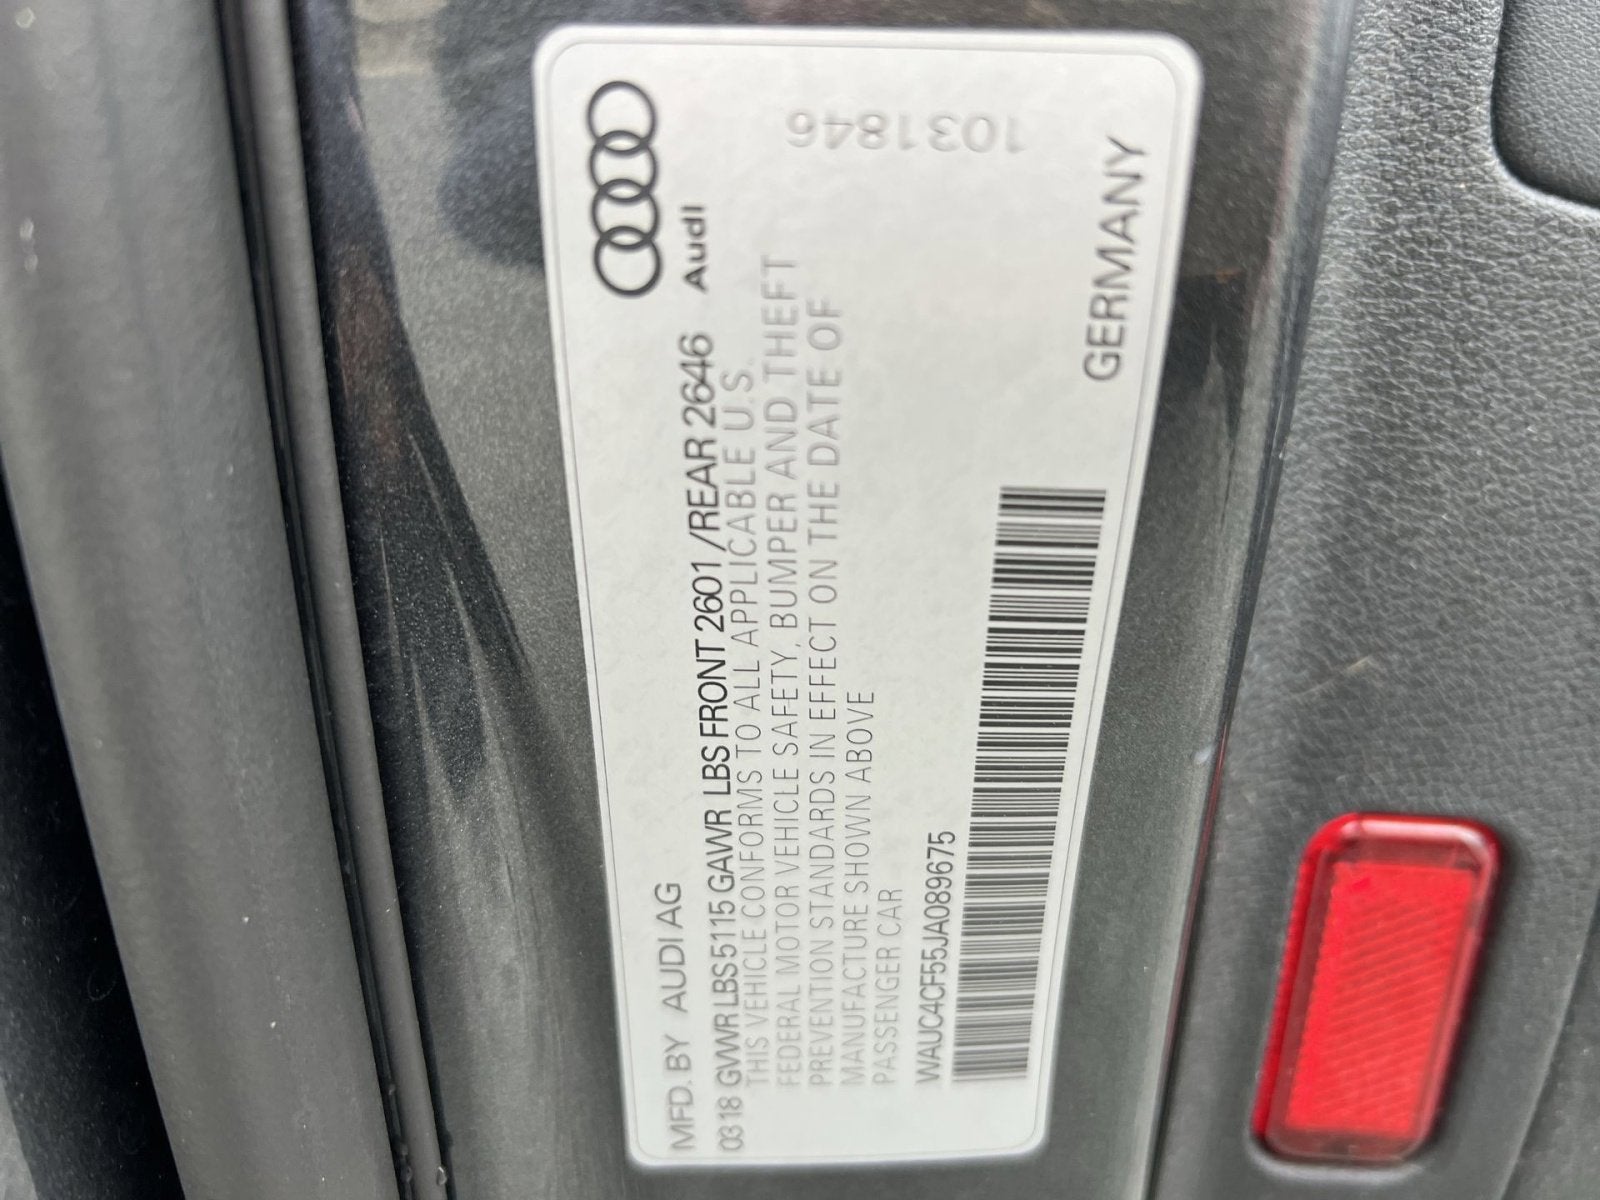 MFD. BY AUDI AG
Audi
03 18 GVWR LBS 5115 GAWR LBS FRONT 2601 /REAR 2646
THIS VEHICLE CONFORMS TO ALL APPLICABLE U.S.
FEDERAL MOTOR VEHICLE SAFETY, BUMPER AND THEFT
PREVENTION STANDARDS IN EFFECT ON THE DATE OF
MANUFACTURE SHOWN ABOVE
PASSENGER CAR
WAUC4CF55JA089675
GERMANY
1031846